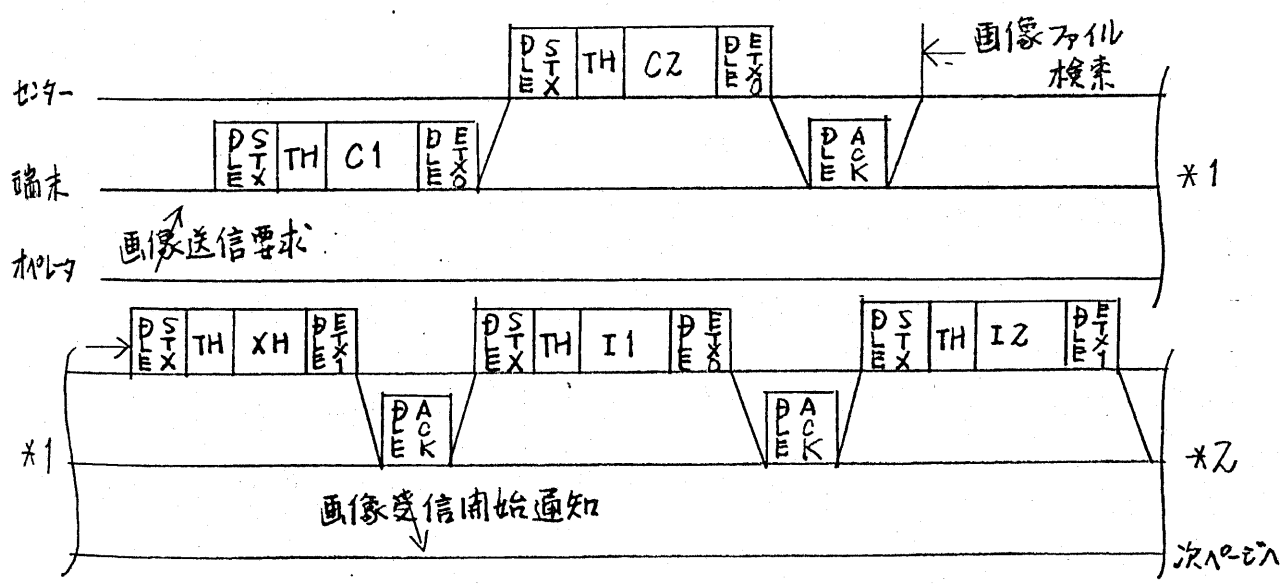 DLE STX TH C2 DLE ETX0
← 画像ファイル
検索
センター
DLE STX TH C1 DLE ETX0
DLE ACK
端末
*1
画像送信要求
オペレータ
DLE STX TH XH DLE ETX1
DLE STX TH I1 DLE ETX0
DLE STX TH I2 DLE ETX1
*1
DLE ACK
DLE ACK
*2
画像受信開始通知
次ページへ